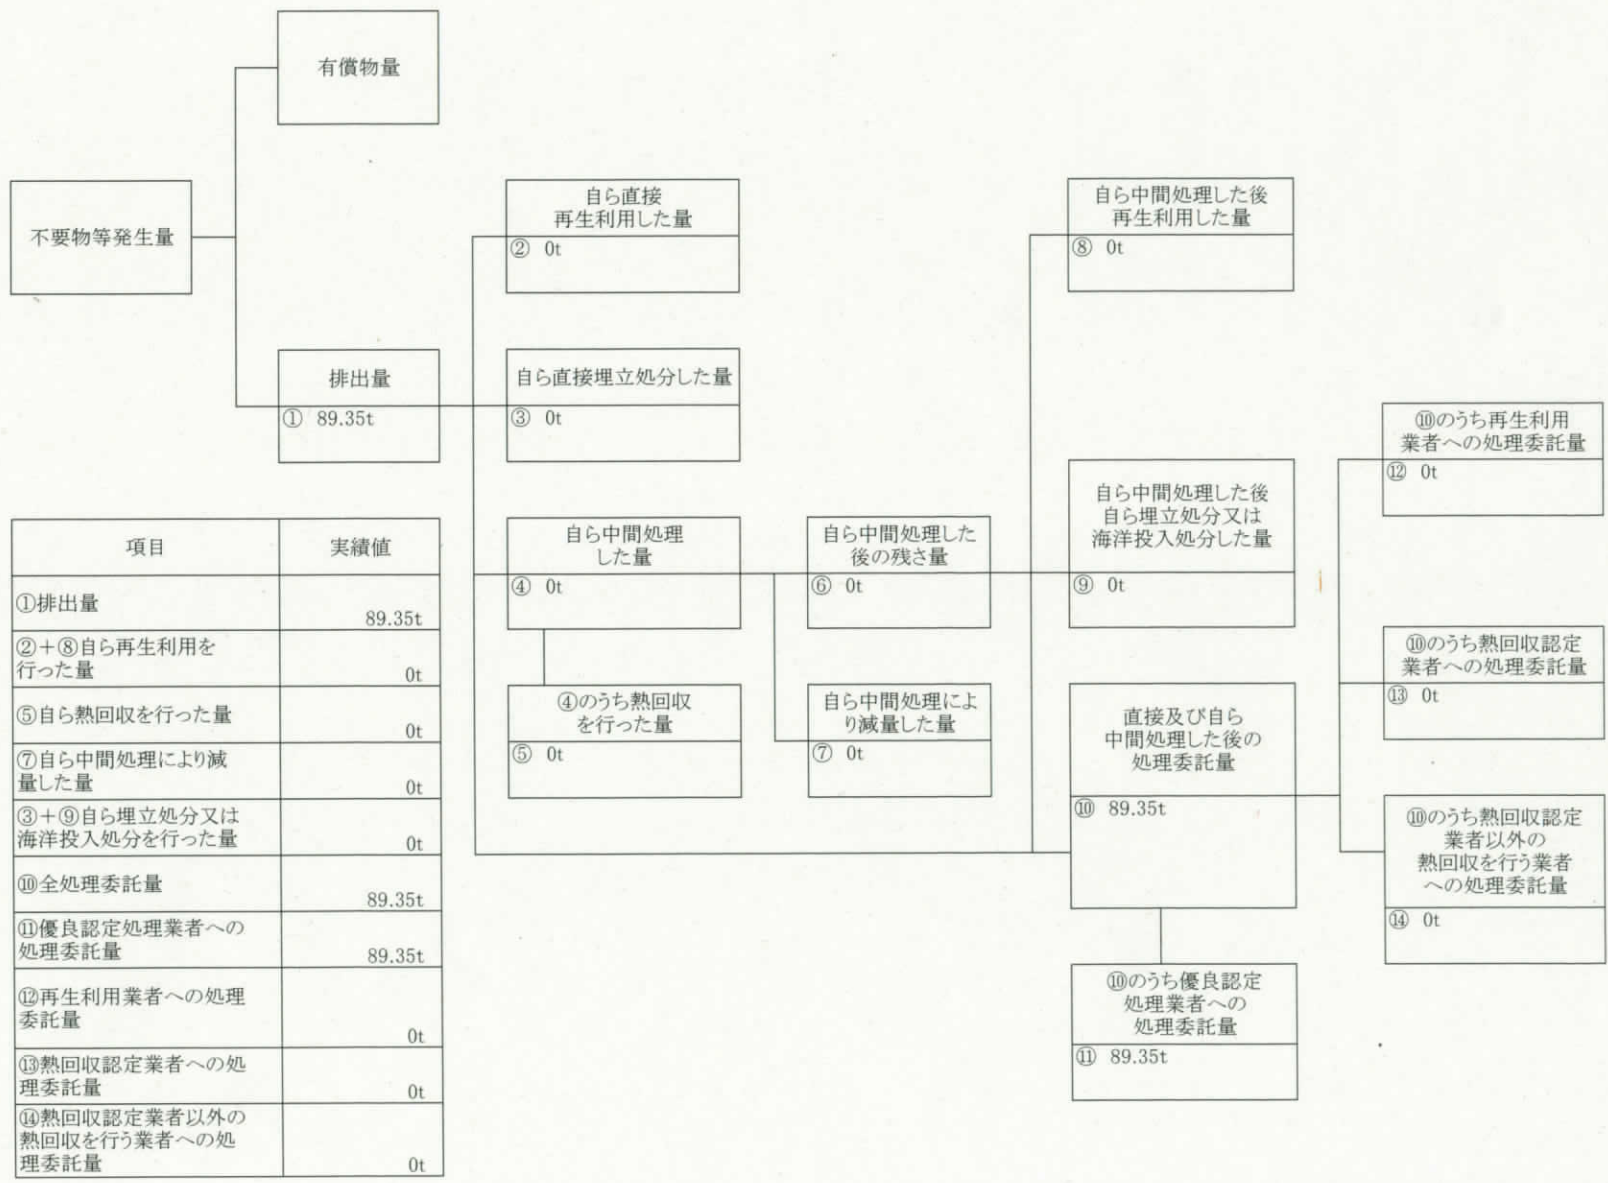 有償物量
不要物等発生量
排出量
① 89.35t
自ら直接
再生利用した量
② 0t
自ら直接埋立処分した量
③ 0t
自ら中間処理
した量
④ 0t
④のうち熱回収
を行った量
⑤ 0t
自ら中間処理した
後の残さ量
⑥ 0t
自ら中間処理によ
り減量した量
⑦ 0t
自ら中間処理した後
再生利用した量
⑧ 0t
自ら中間処理した後
自ら埋立処分又は
海洋投入処分した量
⑨ 0t
直接及び自ら
中間処理した後の
処理委託量
⑩ 89.35t
⑩のうち優良認定
処理業者への
処理委託量
⑪ 89.35t
⑩のうち再生利用
業者への処理委託量
⑫ 0t
⑩のうち熱回収認定
業者への処理委託量
⑬ 0t
⑩のうち熱回収認定
業者以外の
熱回収を行う業者
への処理委託量
⑭ 0t
項目 実績値
①排出量
89.35t
②＋⑧自ら再生利用を
行った量 0t
⑤自ら熱回収を行った量
0t
⑦自ら中間処理により減
量した量 0t
③＋⑨自ら埋立処分又は
海洋投入処分を行った量 0t
⑩全処理委託量
89.35t
⑪優良認定処理業者への
処理委託量 89.35t
⑫再生利用業者への処理
委託量
0t
⑬熱回収認定業者への処
理委託量 0t
⑭熱回収認定業者以外の
熱回収を行う業者への処
理委託量 0t